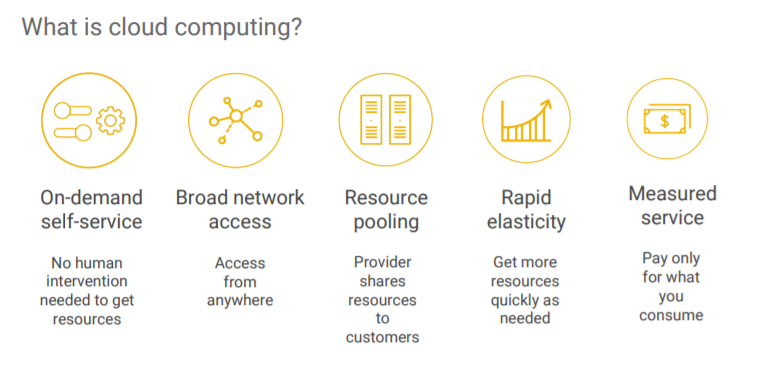 What is cloud computing?
$
On-demand
self-service
No human
intervention
needed to get
resources
Broad network
access
Access
from
anywhere
Resource
pooling
Provider
shares
resources
to
customers
Rapid
elasticity
Get more
resources
quickly as
needed
Measured
service
Pay only
for what
you
consume